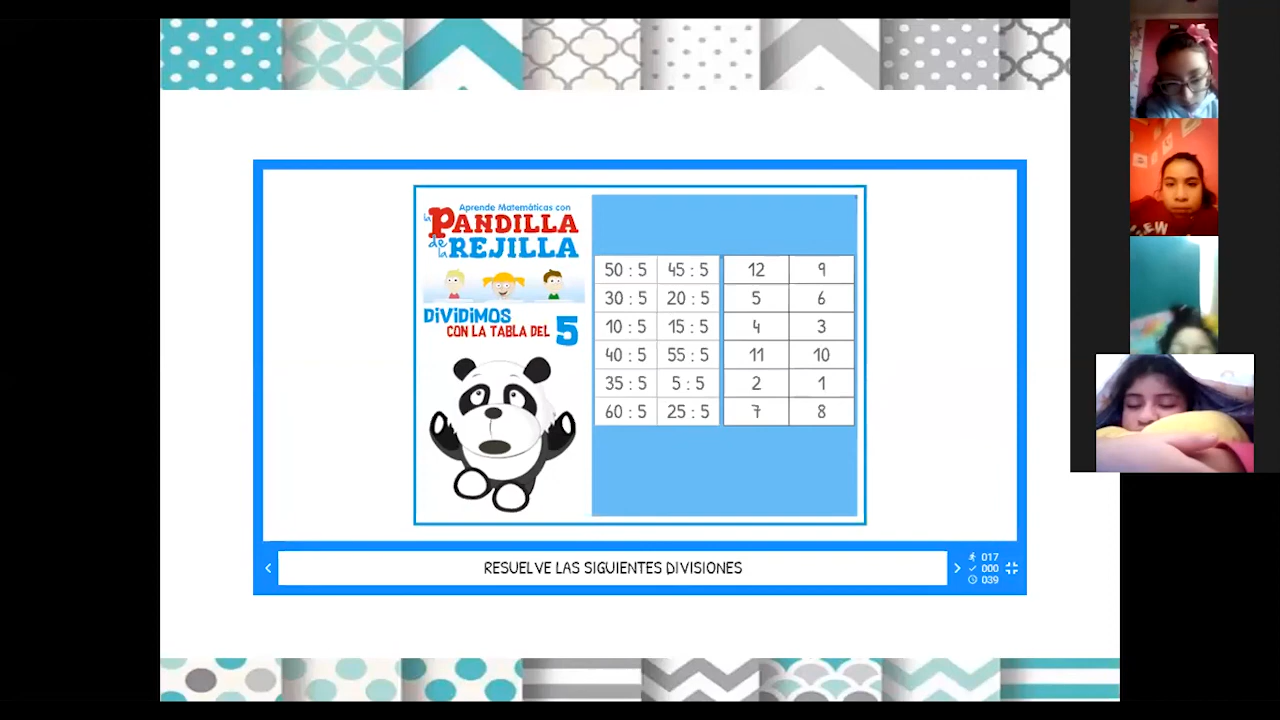 Aprende Matemáticas con
la PANDILLA
de la REJILLA
DIVIDIMOS
CON LA TABLA DEL 5
50 : 5 45 : 5 12 9
30 : 5 20 : 5 5 6
10 : 5 15 : 5 4 3
40 : 5 55 : 5 11 10
35 : 5 5 : 5 2 1
60 : 5 25 : 5 7 8
RESUELVE LAS SIGUIENTES DIVISIONES
017
000
039